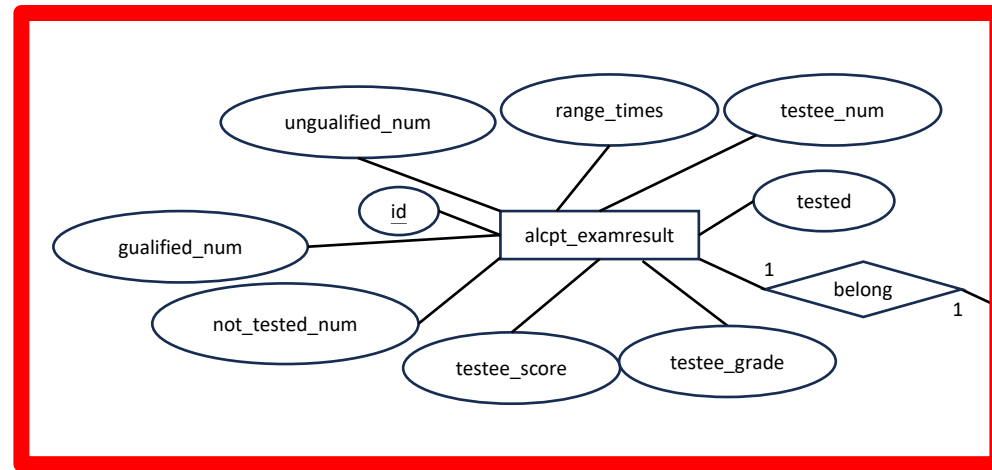 range_times
testee_num
ungualified_num
tested
id
alcpt_examresult
gualified_num
1
belong
1
not_tested_num
testee_score
testee_grade